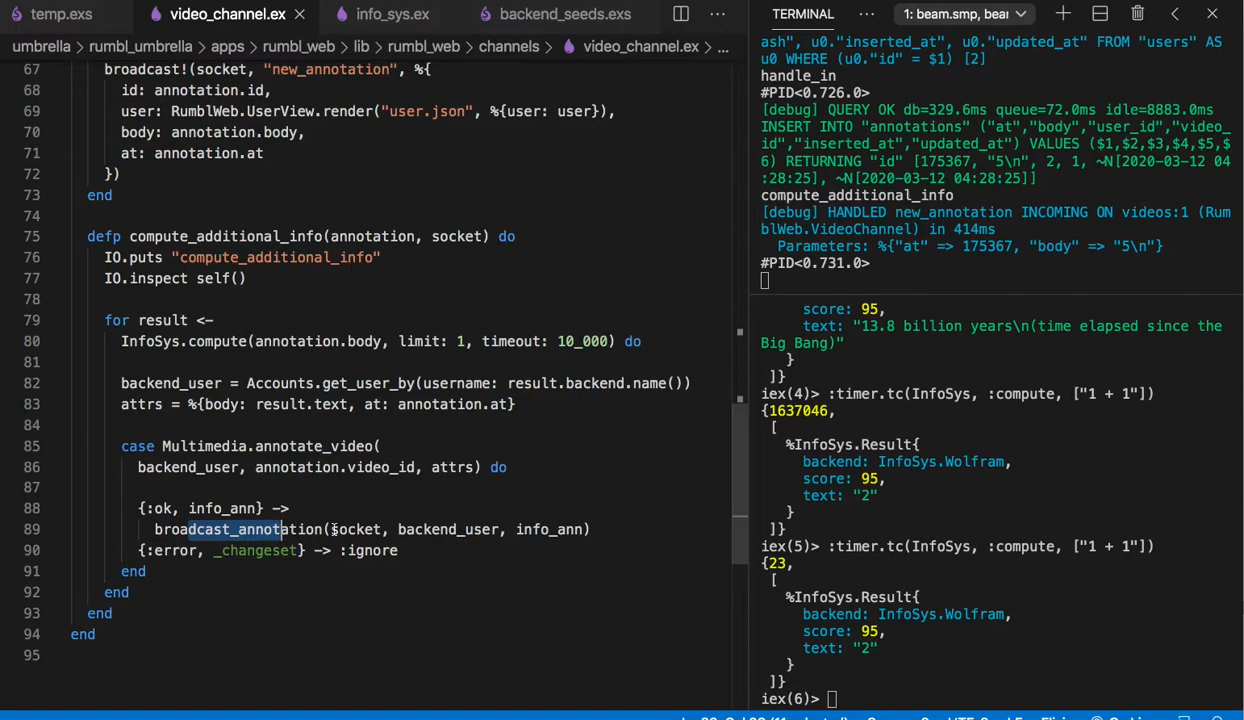 temp.exs
video_channel.ex
info_sys.ex
backend_seeds.exs
umbrella > rumbl_umbrella > apps > rumbl_web > lib > rumbl_web > channels > video_channel.ex > ...
67 broadcast!(socket, "new_annotation", %{
68 id: annotation.id,
69 user: RumblWeb.UserView.render("user.json", %{user: user}),
70 body: annotation.body,
71 at: annotation.at
72 })
73 end
74
75 defp compute_additional_info(annotation, socket) do
76 IO.puts "compute_additional_info"
77 IO.inspect self()
78
79 for result <-
80 InfoSys.compute(annotation.body, limit: 1, timeout: 10_000) do
81
82 backend_user = Accounts.get_user_by(username: result.backend.name())
83 attrs = %{body: result.text, at: annotation.at}
84
85 case Multimedia.annotate_video(
86 backend_user, annotation.video_id, attrs) do
87
88 {:ok, info_ann} ->
89 broadcast_annotation(socket, backend_user, info_ann)
90 {:error, _changeset} -> :ignore
91 end
92 end
93 end
94 end
95
TERMINAL
1: beam.smp, bear
ash", u0."inserted_at", u0."updated_at" FROM "users" AS
u0 WHERE (u0."id" = $1) [2]
handle_in
#PID<0.726.0>
[debug] QUERY OK db=329.6ms queue=72.0ms idle=8883.0ms
INSERT INTO "annotations" ("at","body","user_id","video_
id","inserted_at","updated_at") VALUES ($1,$2,$3,$4,$5,$
6) RETURNING "id" [175367, "5\n", 2, 1, ~N[2020-03-12 04
:28:25], ~N[2020-03-12 04:28:25]]
compute_additional_info
[debug] HANDLED new_annotation INCOMING ON videos:1 (Rum
blWeb.VideoChannel) in 414ms
Parameters: %{"at" => 175367, "body" => "5\n"}
#PID<0.731.0>
score: 95,
text: "13.8 billion years\n(time elapsed since the
Big Bang)"
}
]}
iex(4)> :timer.tc(InfoSys, :compute, ["1 + 1"])
{1637046,
[
%InfoSys.Result{
backend: InfoSys.Wolfram,
score: 95,
text: "2"
}
]}
iex(5)> :timer.tc(InfoSys, :compute, ["1 + 1"])
{23,
[
%InfoSys.Result{
backend: InfoSys.Wolfram,
score: 95,
text: "2"
}
]}
iex(6)>